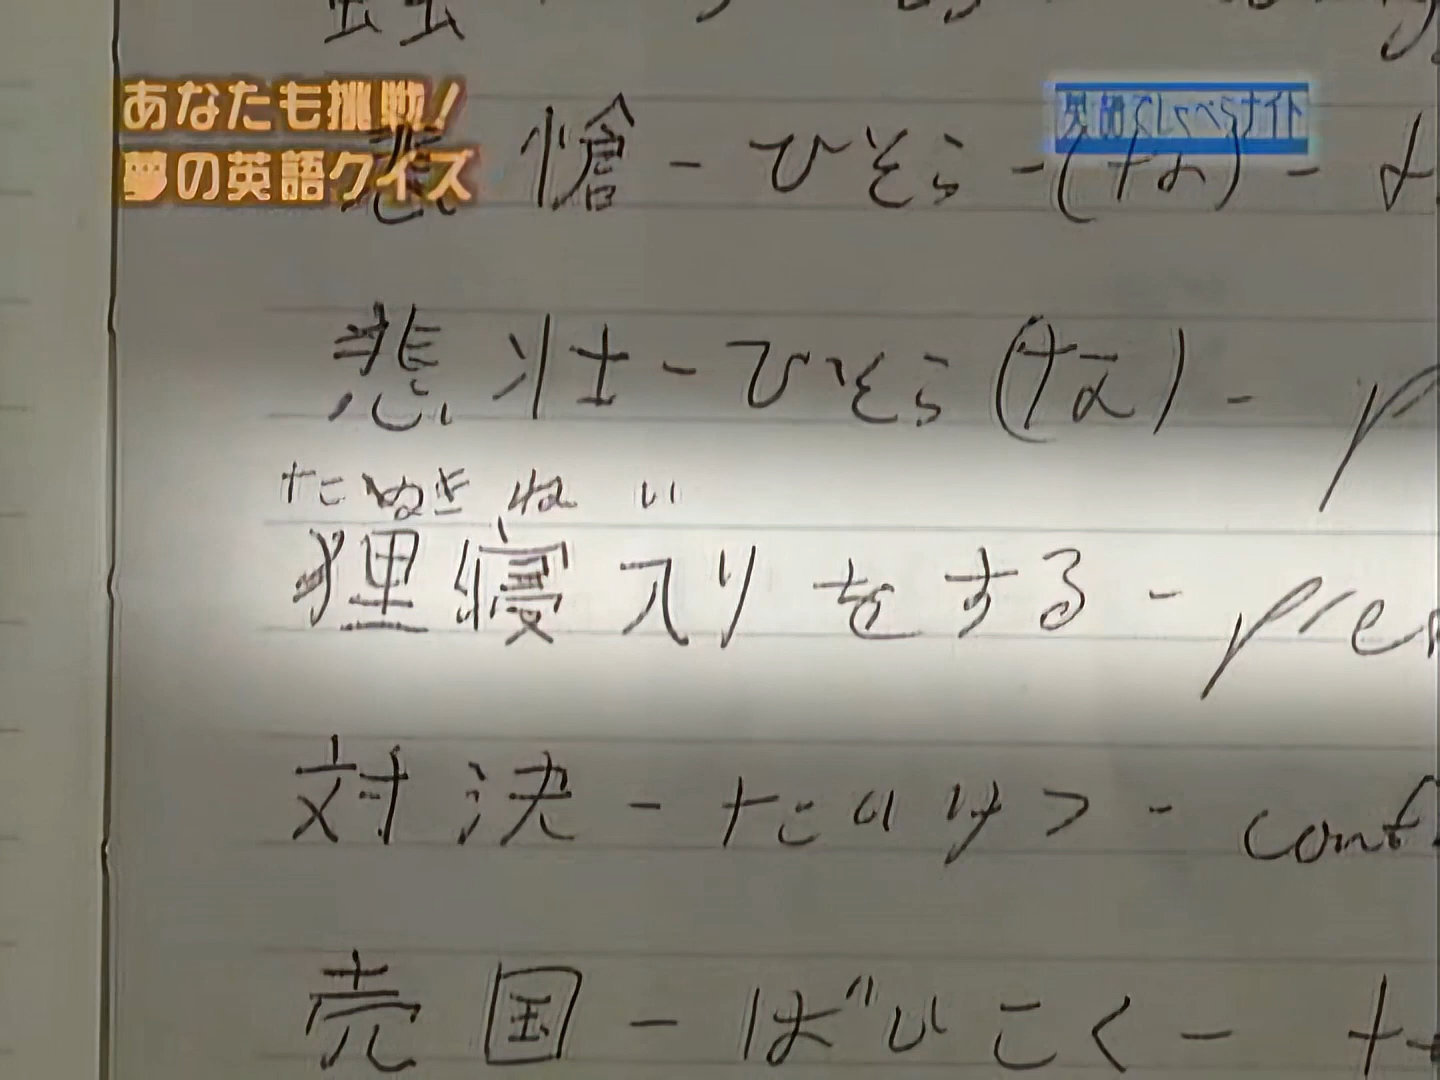 あなたも挑戦!
夢の英語クイズ
英語でしゃべらナイト
悲愴-ひそう-(な)-
悲壮-ひそう(な)-
たぬき ね い
狸寝入りをする-
対決-たいけつ-conf
売国-ばいこく-